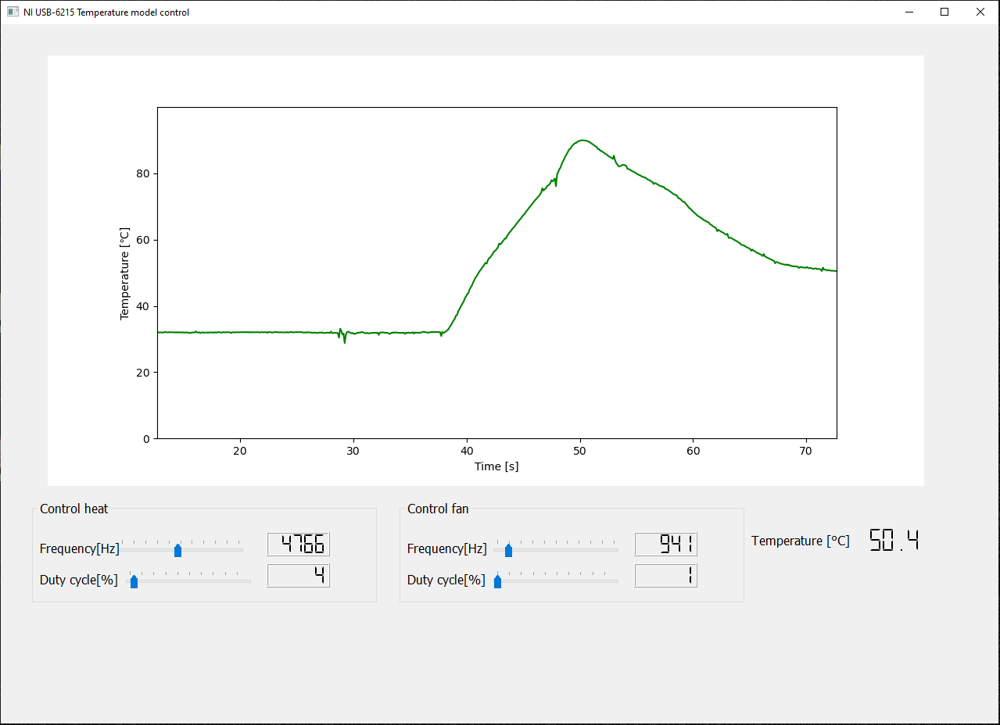 NI USB-6215 Temperature model control
80
60
40
20
0
Temperature [°C]
20 30 40 50 60 70
Time [s]
Control heat
Frequency[Hz] 4766
Duty cycle[%] 4
Control fan
Frequency[Hz] 941
Duty cycle[%] 1
Temperature [°C] 50.4